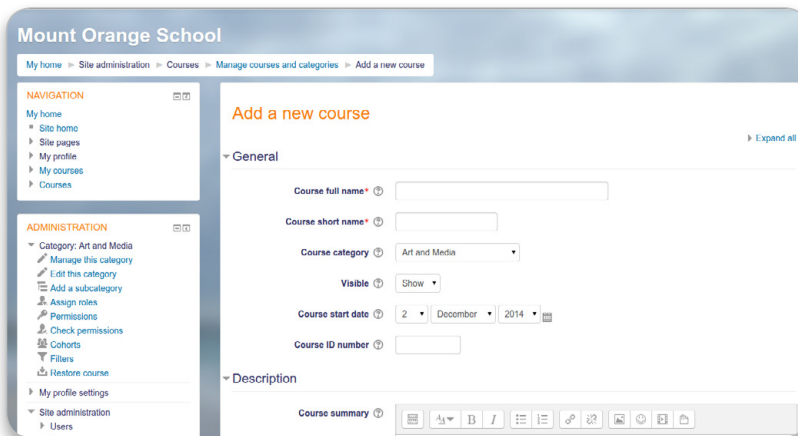 Mount Orange School
My home Site administration Courses Manage courses and categories Add a new course
NAVIGATION
My home
Site home
Site pages
My profile
My courses
Courses
ADMINISTRATION
Category: Art and Media
Manage this category
Edit this category
Add a subcategory
Assign roles
Permissions
Check permissions
Cohorts
Filters
Restore course
My profile settings
Site administration
Users
Add a new course
Expand all
General
Course full name*
Course short name*
Course category Art and Media
Visible Show
Course start date 2 December 2014
Course ID number
Description
Course summary